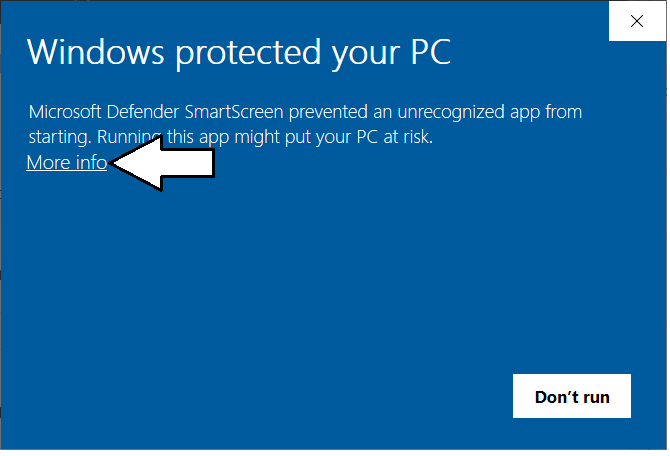 Windows protected your PC
Microsoft Defender SmartScreen prevented an unrecognized app from
starting. Running this app might put your PC at risk.
More info
Don't run